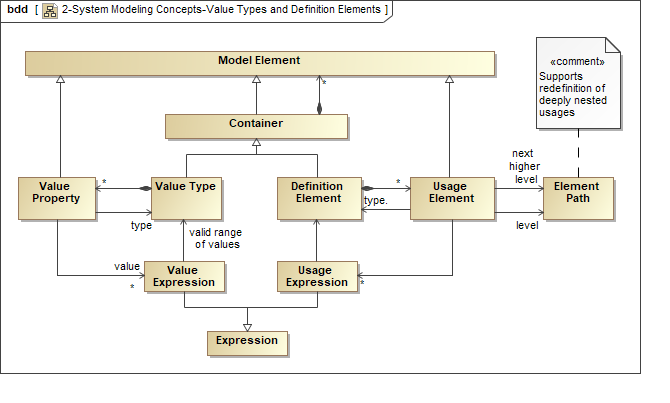 bdd [ 2-System Modeling Concepts-Value Types and Definition Elements ]
Model Element
«comment»
Supports
redefinition of
deeply nested
usages
*
Container
next
higher
level
Value
Property
*
Value Type
Definition
Element
*
Usage
Element
Element
Path
type
type.
level
valid range
of values
value
*
Value
Expression
Usage
Expression
*
Expression